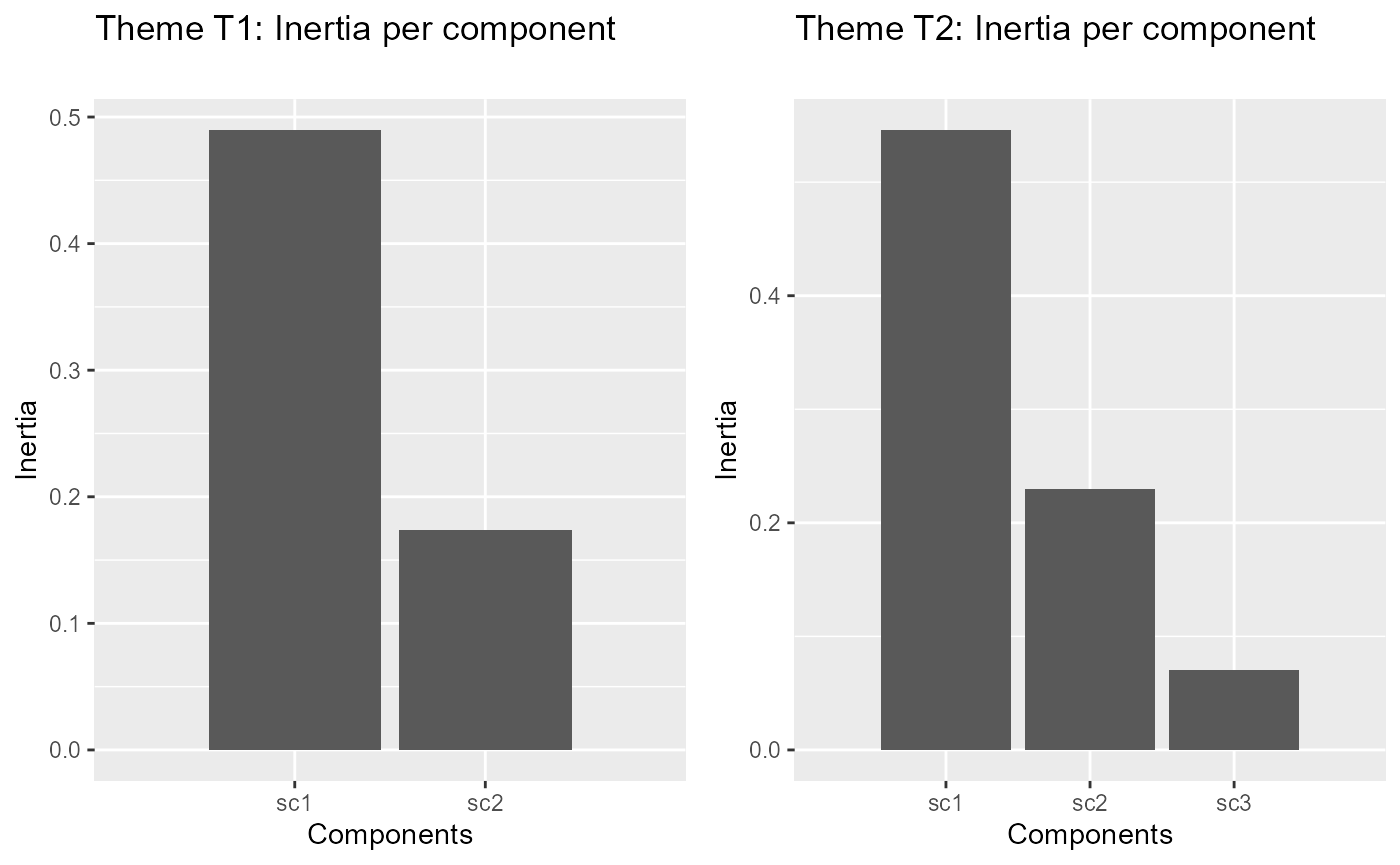 Theme T1: Inertia per component
0.5
0.4
0.3
0.2
0.1
0.0
Inertia
sc1 sc2
Components
Theme T2: Inertia per component
0.4
0.2
0.0
Inertia
sc1 sc2 sc3
Components